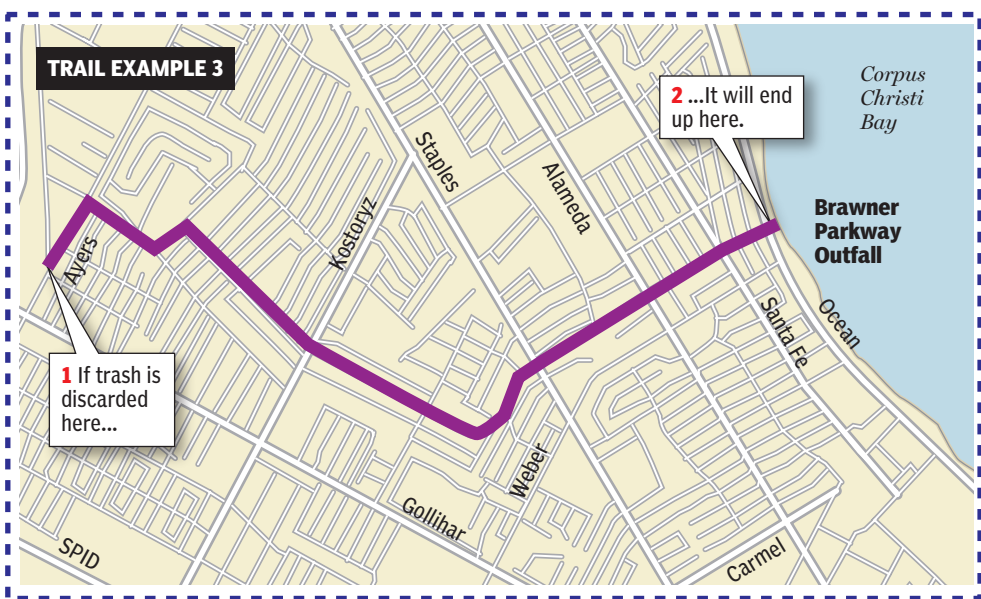 TRAIL EXAMPLE 3
Corpus
Christi
Bay
2 ...It will end
up here.
Staples
Alameda
Kostoryz
Brawner
Parkway
Outfall
Ayers
Santa Fe
Ocean
1 If trash is
discarded
here...
Weber
Gollihar
SPID
Carmel